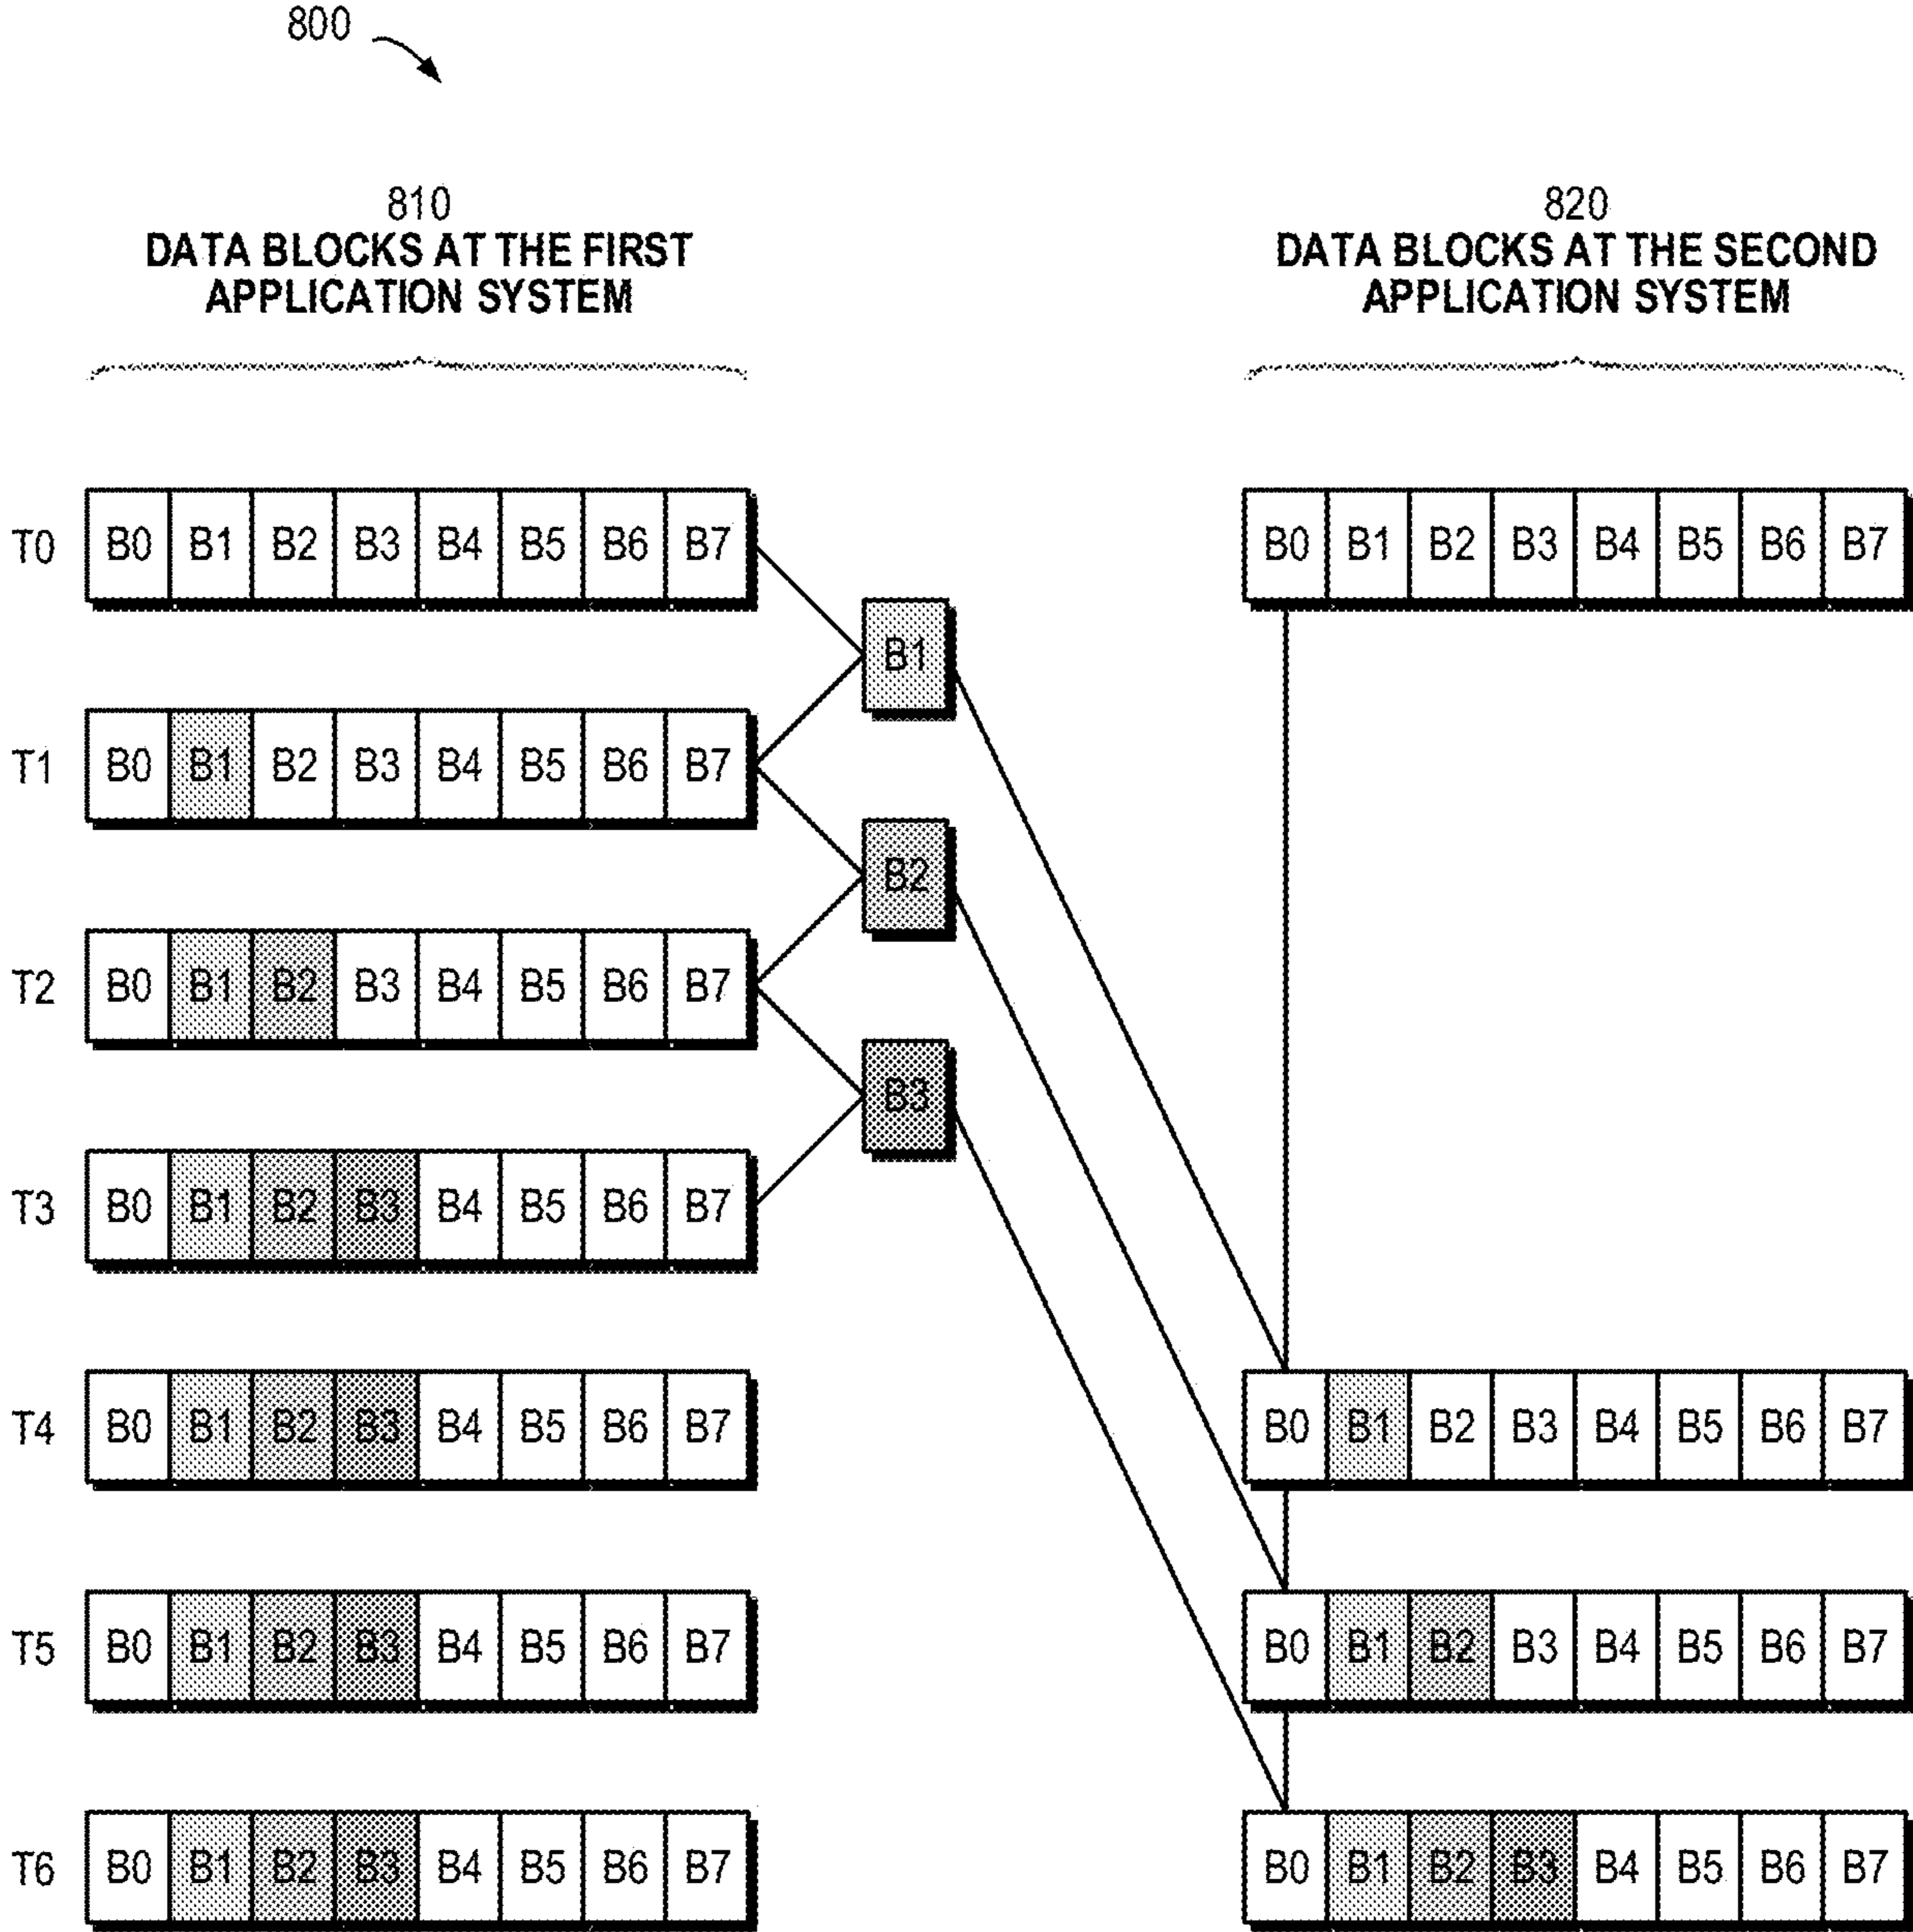 800
810
DATA BLOCKS AT THE FIRST
APPLICATION SYSTEM
820
DATA BLOCKS AT THE SECOND
APPLICATION SYSTEM
T0 B0 B1 B2 B3 B4 B5 B6 B7
B0 B1 B2 B3 B4 B5 B6 B7
B1
T1 B0 B1 B2 B3 B4 B5 B6 B7
B2
T2 B0 B1 B2 B3 B4 B5 B6 B7
B3
T3 B0 B1 B2 B3 B4 B5 B6 B7
T4 B0 B1 B2 B3 B4 B5 B6 B7
B0 B1 B2 B3 B4 B5 B6 B7
T5 B0 B1 B2 B3 B4 B5 B6 B7
B0 B1 B2 B3 B4 B5 B6 B7
T6 B0 B1 B2 B3 B4 B5 B6 B7
B0 B1 B2 B3 B4 B5 B6 B7